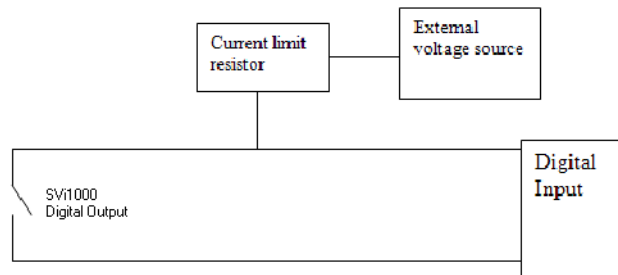 Current limit
resistor
External
voltage source
SVi1000
Digital Output
Digital
Input